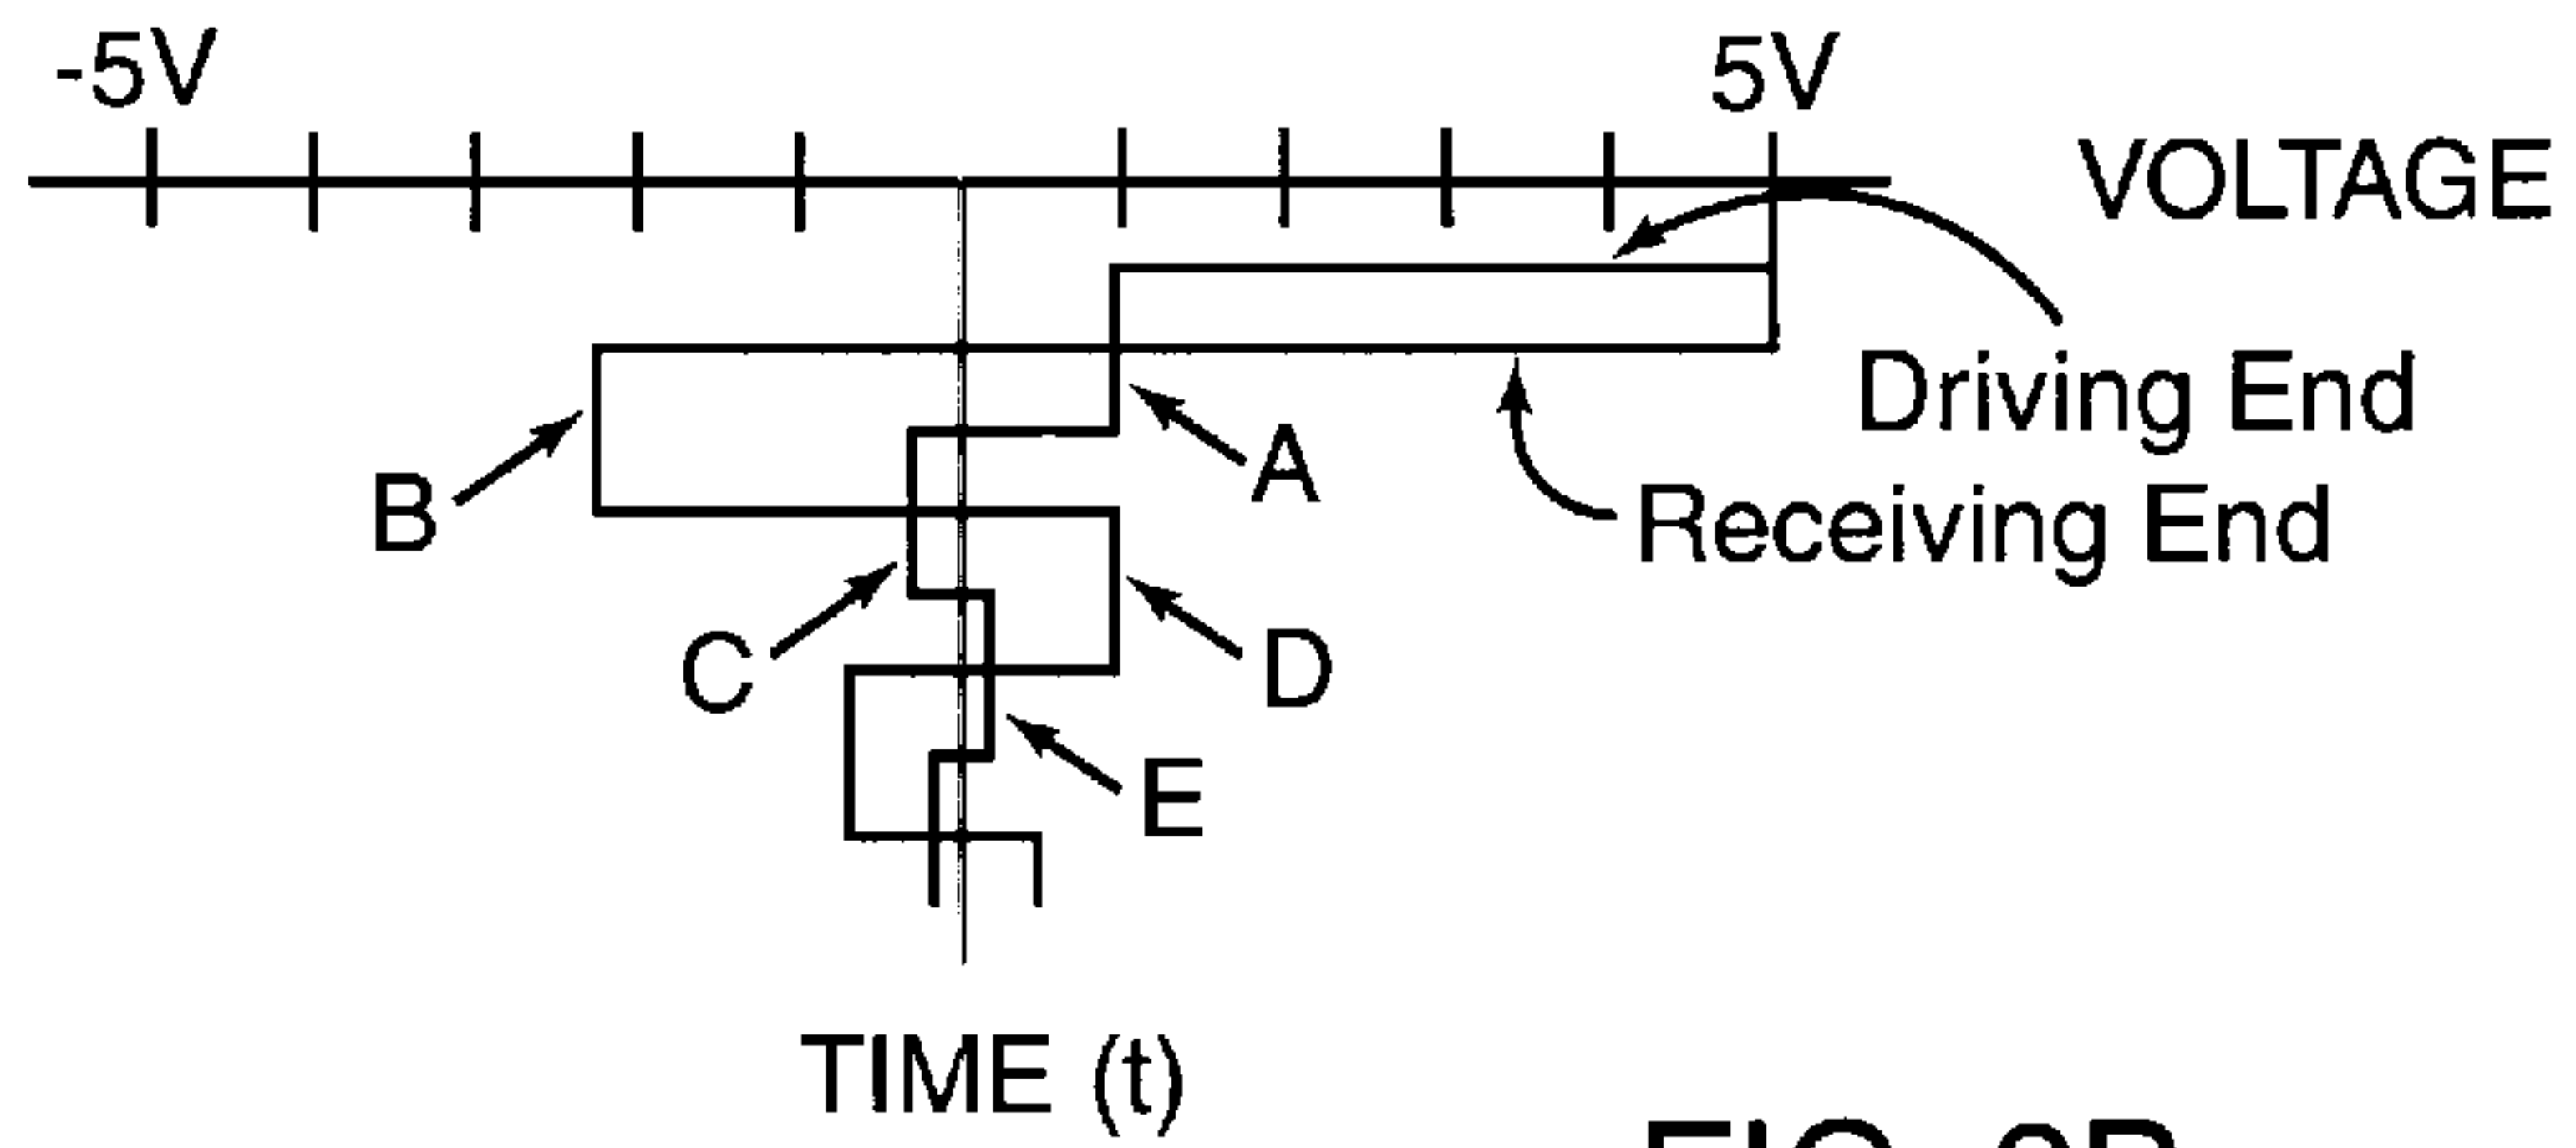 -5V
5V
VOLTAGE
Driving End
A
Receiving End
B
C
D
E
TIME (t)